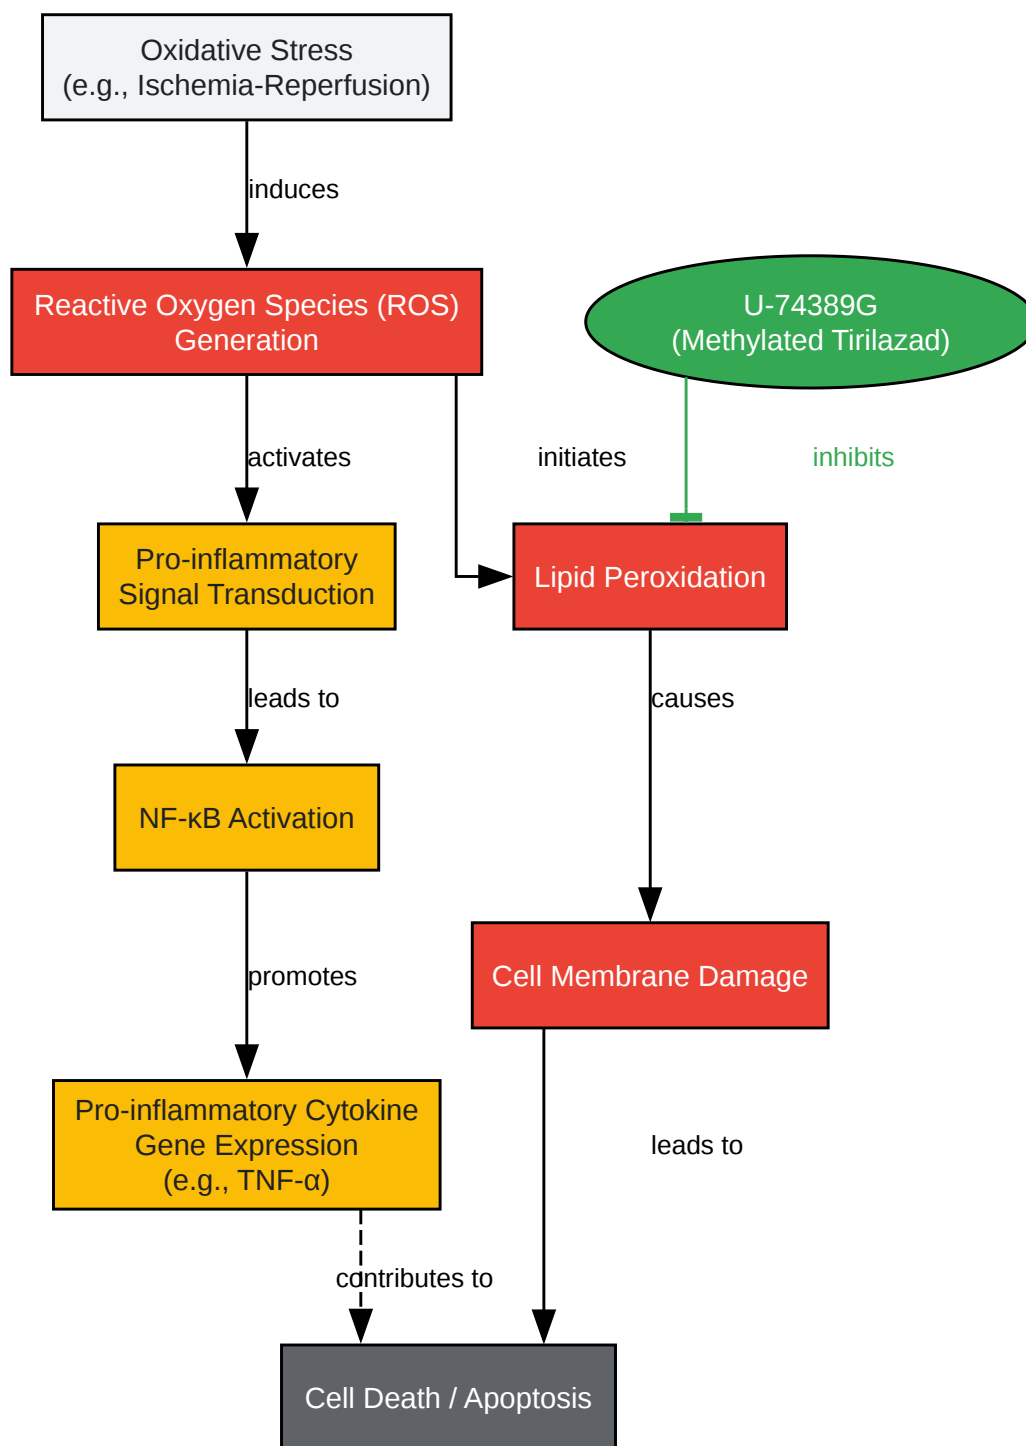 Oxidative Stress
(e.g., Ischemia-Reperfusion)
induces
Reactive Oxygen Species (ROS)
Generation
U-74389G
(Methylated Tirilazad)
activates
initiates
inhibits
Pro-inflammatory
Signal Transduction
Lipid Peroxidation
leads to
causes
NF-κB Activation
promotes
Cell Membrane Damage
Pro-inflammatory Cytokine
Gene Expression
(e.g., TNF-α)
leads to
contributes to
Cell Death / Apoptosis